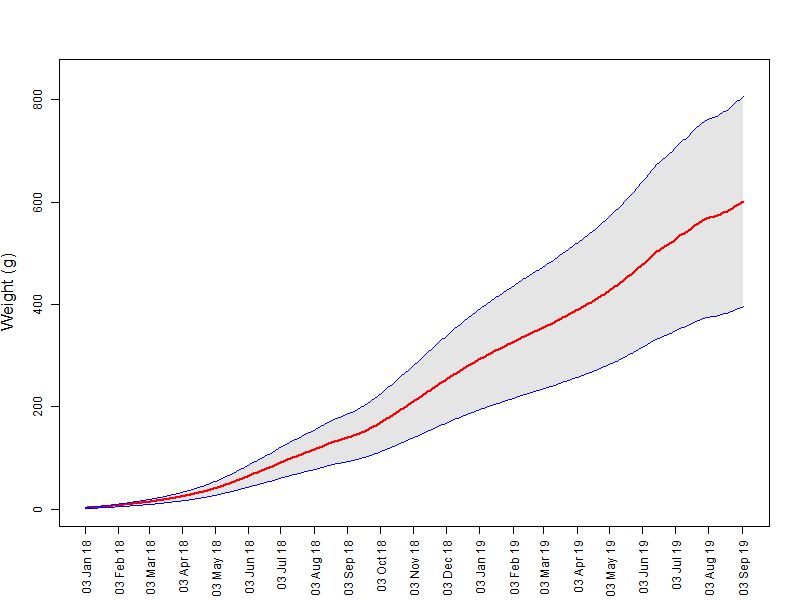 800
600
400
200
0
Weight (g)
03 Jan 18
03 Feb 18
03 Mar 18
03 Apr 18
03 May 18
03 Jun 18
03 Jul 18
03 Aug 18
03 Sep 18
03 Oct 18
03 Nov 18
03 Dec 18
03 Jan 19
03 Feb 19
03 Mar 19
03 Apr 19
03 May 19
03 Jun 19
03 Jul 19
03 Aug 19
03 Sep 19